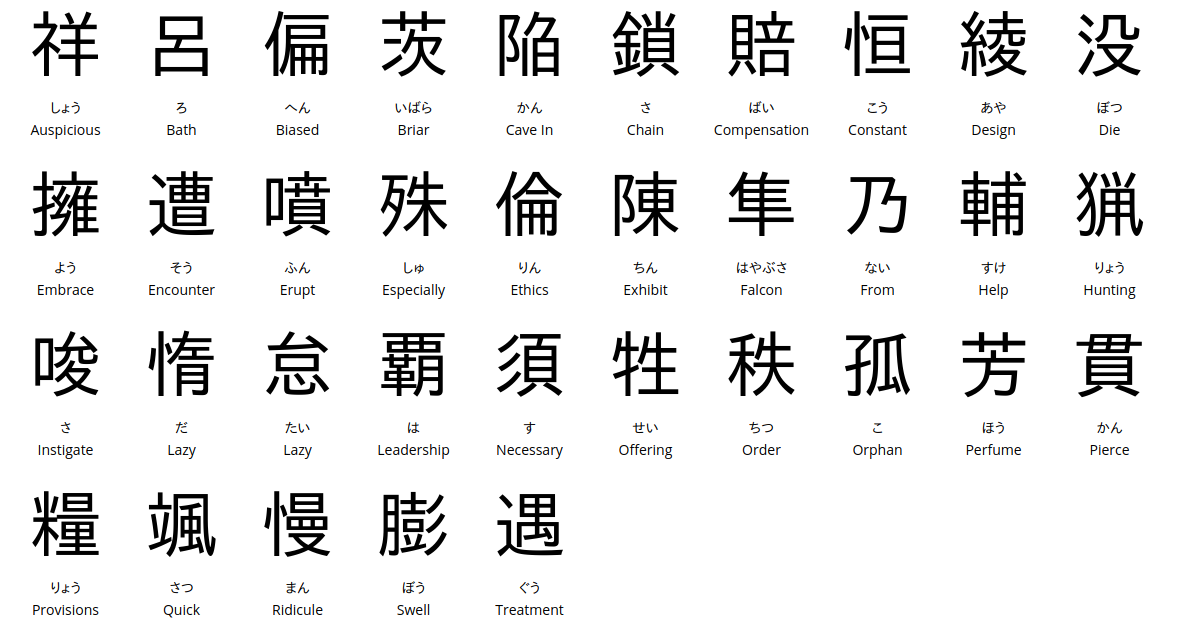 祥 呂 偏 茨 陥 鎖 賠 恒 綾 没
しょう ろ へん いばら かん さ ばい こう あや ぼつ
Auspicious Bath Biased Briar Cave In Chain Compensation Constant Design Die
擁 遭 噴 殊 倫 陳 隼 乃 輔 猟
よう そう ふん しゅ りん ちん はやぶさ ない すけ りょう
Embrace Encounter Erupt Especially Ethics Exhibit Falcon From Help Hunting
唆 惰 怠 覇 須 牲 秩 孤 芳 貫
さ だ たい は す せい ちつ こ ほう かん
Instigate Lazy Lazy Leadership Necessary Offering Order Orphan Perfume Pierce
糧 颯 慢 膨 遇
りょう さつ まん ぼう ぐう
Provisions Quick Ridicule Swell Treatment